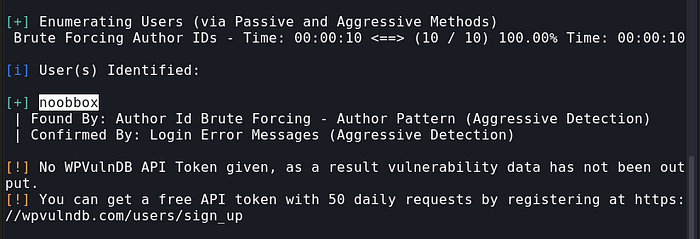 [+] Enumerating Users (via Passive and Aggressive Methods)
Brute Forcing Author IDs - Time: 00:00:10 <==> (10 / 10) 100.00% Time: 00:00:10
[i] User(s) Identified:
[+] noobbox
| Found By: Author Id Brute Forcing - Author Pattern (Aggressive Detection)
| Confirmed By: Login Error Messages (Aggressive Detection)
[!] No WPVulnDB API Token given, as a result vulnerability data has not been out
put.
[!] You can get a free API token with 50 daily requests by registering at https:
//wpvulndb.com/users/sign_up